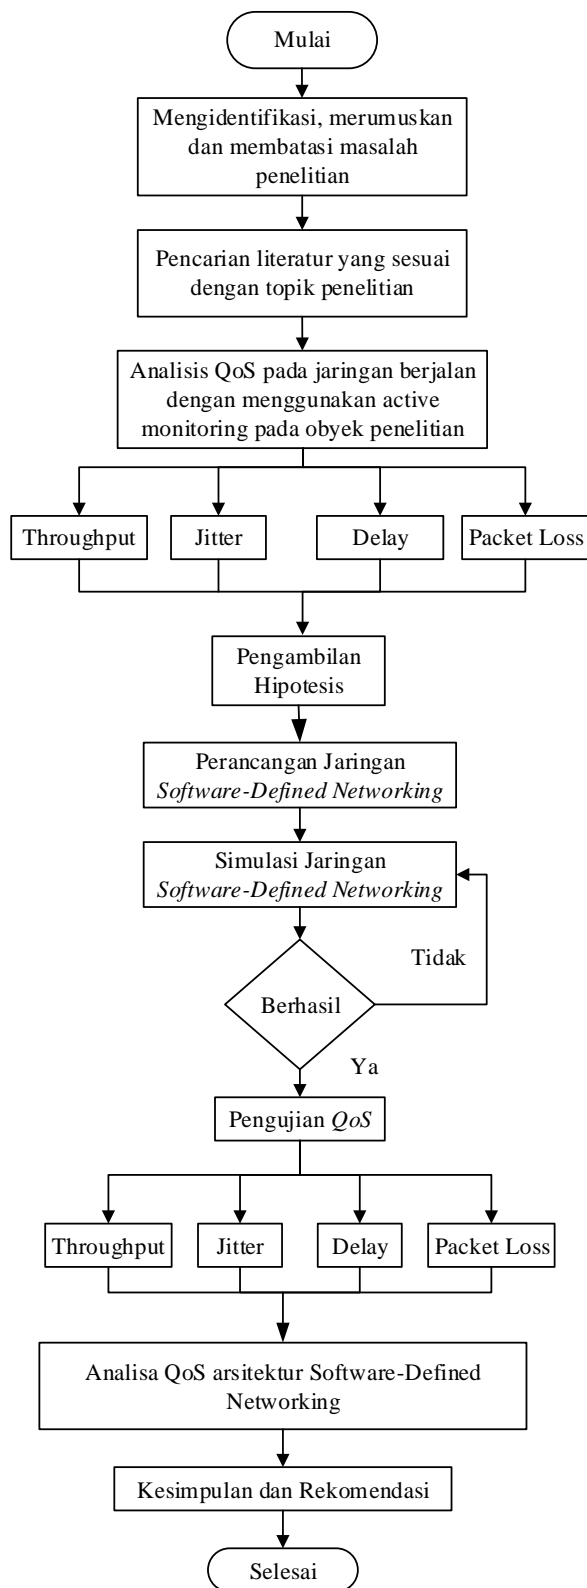 Mulai
Mengidentifikasi, merumuskan
dan membatasi masalah
penelitian
Pencarian literatur yang sesuai
dengan topik penelitian
Analisis QoS pada jaringan berjalan
dengan menggunakan active
monitoring pada obyek penelitian
Throughput
Jitter
Delay
Packet Loss
Pengambilan
Hipotesis
Perancangan Jaringan
Software-Defined Networking
Simulasi Jaringan
Software-Defined Networking
Tidak
Berhasil
Ya
Pengujian QoS
Throughput
Jitter
Delay
Packet Loss
Analisa QoS arsitektur Software-Defined
Networking
Kesimpulan dan Rekomendasi
Selesai